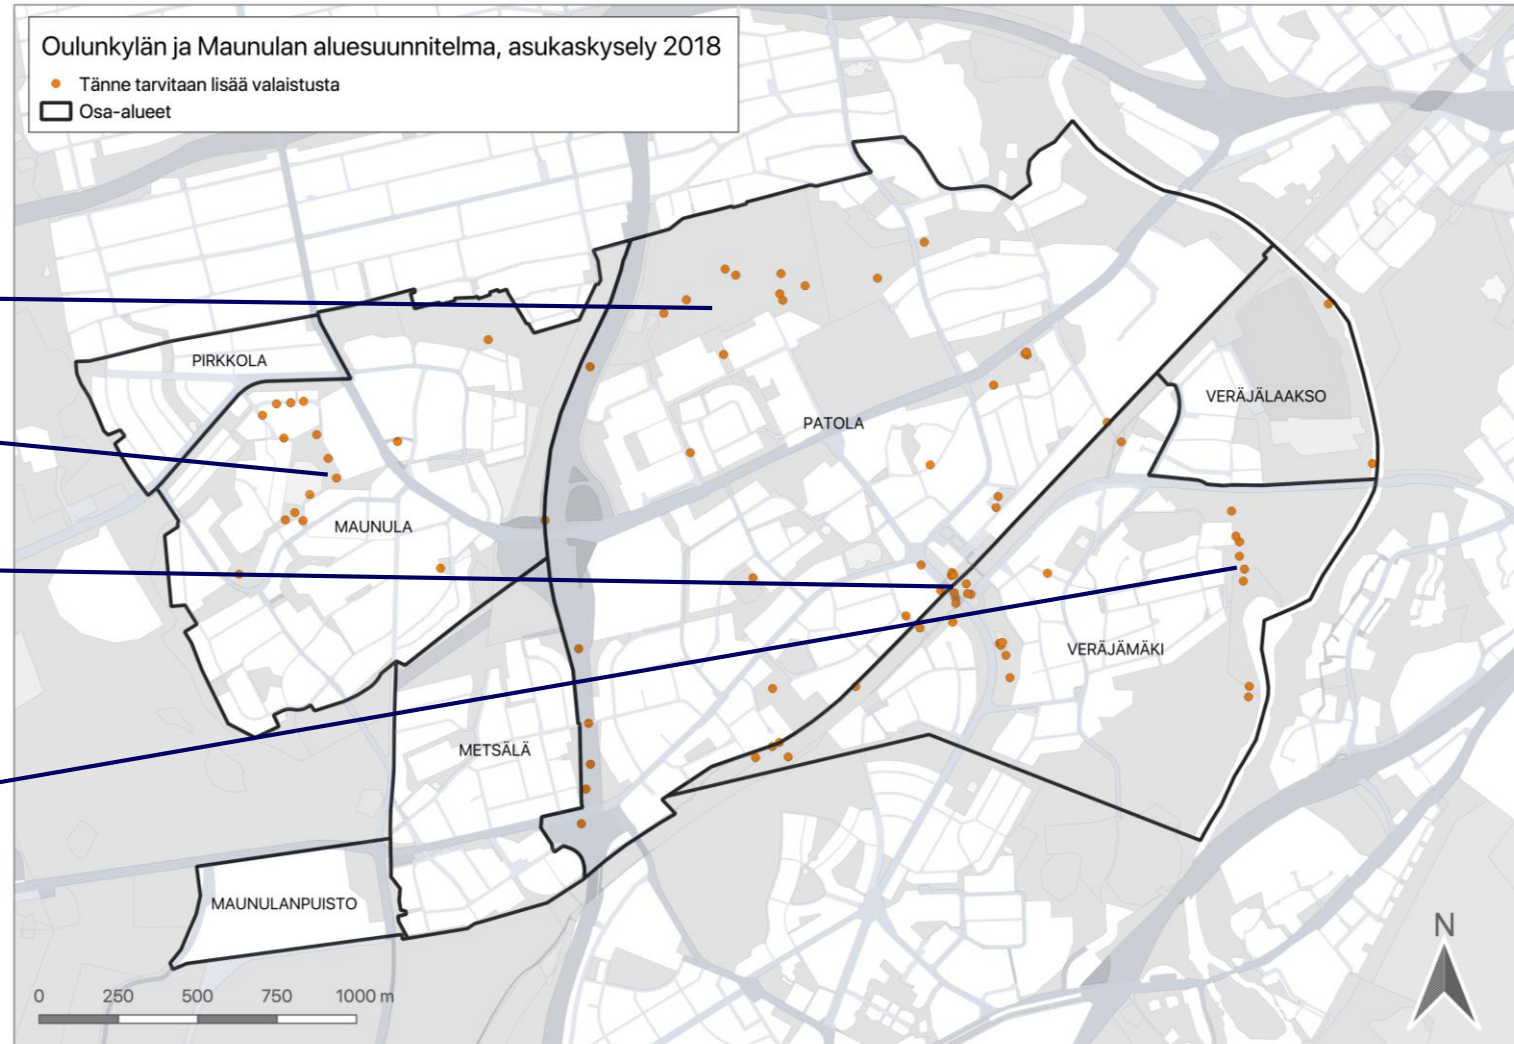 Oulunkylän ja Maunulan aluesuunnitelma, asukaskysely 2018
Tänne tarvitaan lisää valaistusta
Osa-alueet
PIRKKOLA
VERÄJÄLAAKSO
PATOLA
MAUNULA
VERÄJÄMÄKI
METSÄLÄ
MAUNULANPUISTO
N
0 250 500 750 1000 m